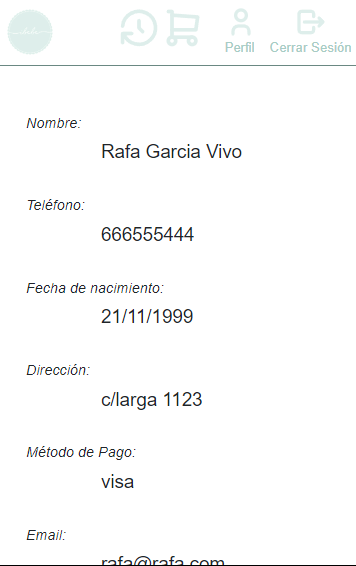 Perfil
Cerrar Sesión
Nombre:
Rafa Garcia Vivo
Teléfono:
666555444
Fecha de nacimiento:
21/11/1999
Dirección:
c/larga 1123
Método de Pago:
visa
Email:
rafa@rafa.com